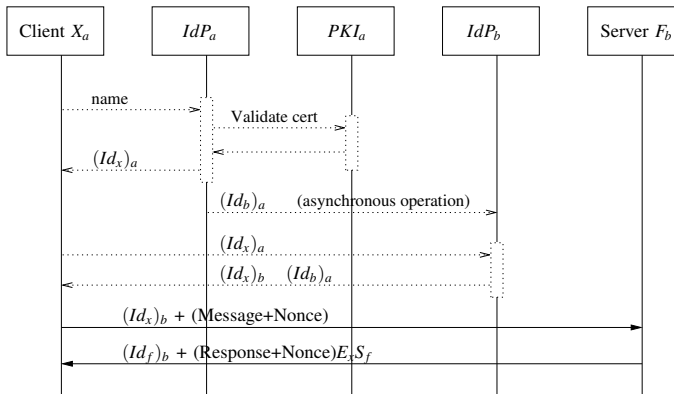 Client X_a IdP_a PKI_a IdP_b Server F_b
name
Validate cert
(Id_x)_a
(Id_b)_a (asynchronous operation)
(Id_x)_a
(Id_x)_b (Id_b)_a
(Id_x)_b + (Message+Nonce)
(Id_f)_b + (Response+Nonce)E_xS_f